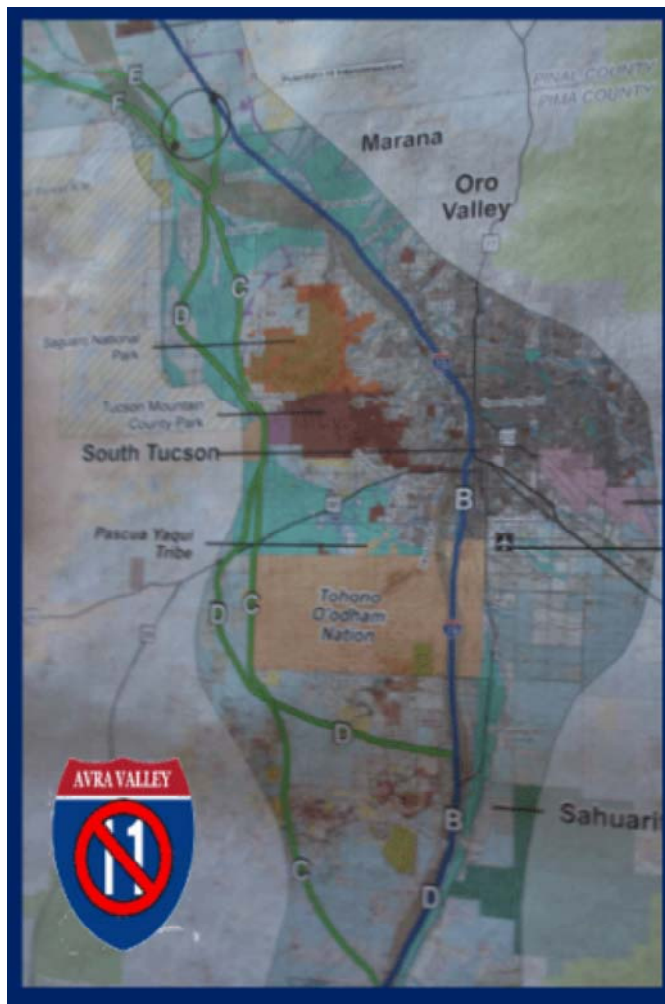 PINAL COUNTY
PIMA COUNTY
E
F
Marana
Oro
Valley
C
D
Saguaro National
Park
Tucson Mountain
County Park
South Tucson
B
Pascua Yaqui
Tribe
Tohono
O'odham
Nation
D
C
D
AVRA VALLEY
11
B
Sahuarit
C
D